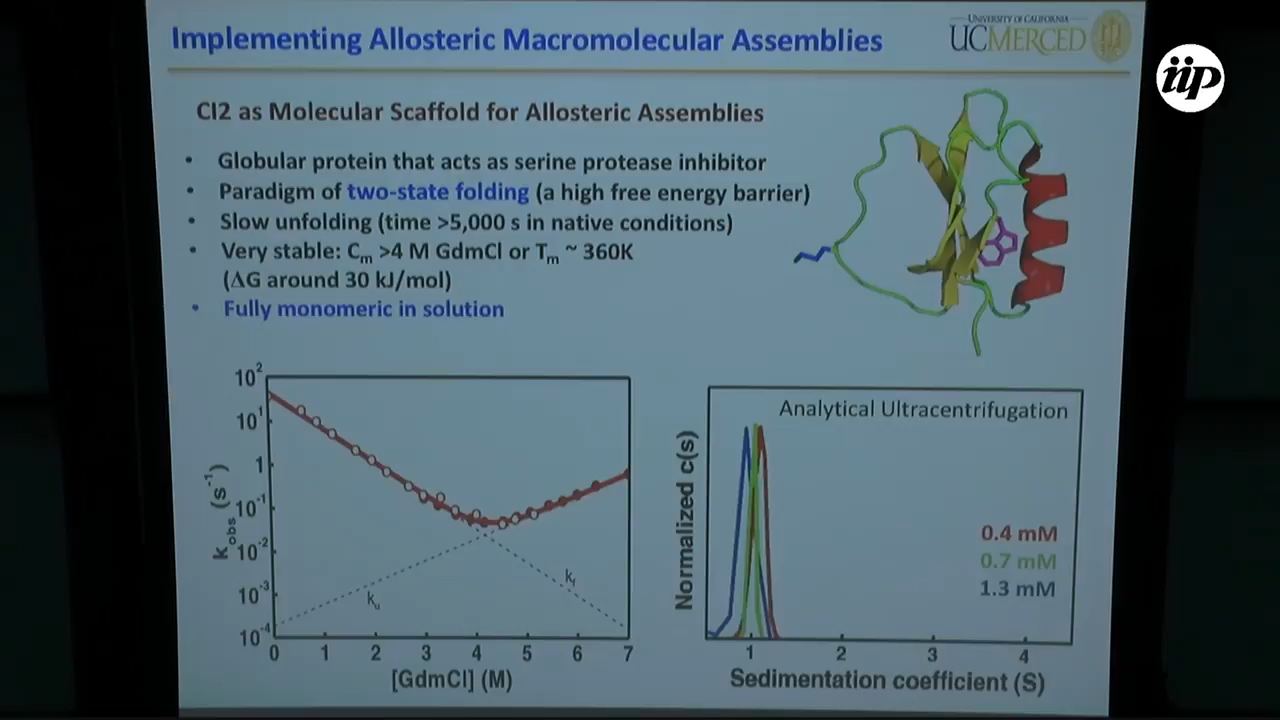 Implementing Allosteric Macromolecular Assemblies
UNIVERSITY OF CALIFORNIA
UCMERCED
iip
CI2 as Molecular Scaffold for Allosteric Assemblies
• Globular protein that acts as serine protease inhibitor
• Paradigm of two-state folding (a high free energy barrier)
• Slow unfolding (time >5,000 s in native conditions)
• Very stable: Cm >4 M GdmCl or Tm ~ 360K
(ΔG around 30 kJ/mol)
• Fully monomeric in solution
10²
10¹
1
10⁻¹
10⁻²
10⁻³
10⁻⁴
kobs (s⁻¹)
ku
kf
0 1 2 3 4 5 6 7
[GdmCl] (M)
Analytical Ultracentrifugation
Normalized c(s)
0.4 mM
0.7 mM
1.3 mM
1 2 3 4
Sedimentation coefficient (S)